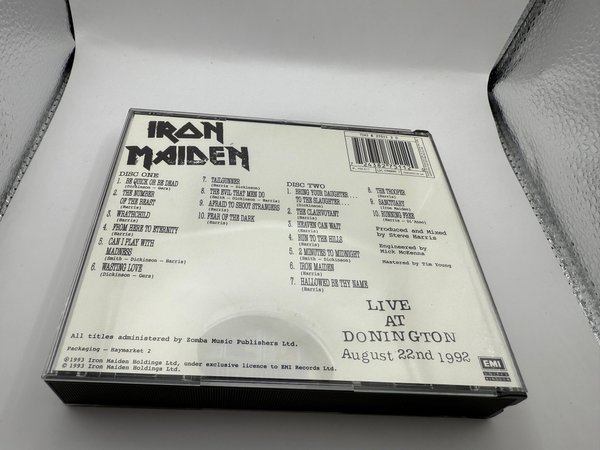 IRON
MAIDEN
DISC ONE
1. BE QUICK OR BE DEAD
(Dickinson - Gers)
2. THE NUMBER
OF THE BEAST
(Harris)
3. WRATHCHILD
(Harris)
4. FROM HERE TO ETERNITY
(Harris)
5. CAN I PLAY WITH
MADNESS
(Smith - Dickinson - Harris)
6. WASTING LOVE
(Dickinson - Gers)
7. TAILGUNNER
(Harris - Dickinson)
8. THE EVIL THAT MEN DO
(Smith - Dickinson - Harris)
9. AFRAID TO SHOOT STRANGERS
(Harris)
10. FEAR OF THE DARK
(Harris)
DISC TWO
1. BRING YOUR DAUGHTER....
TO THE SLAUGHTER...
(Dickinson)
2. THE CLAIRVOYANT
(Harris)
3. HEAVEN CAN WAIT
(Harris)
4. RUN TO THE HILLS
(Harris)
5. 2 MINUTES TO MIDNIGHT
(Smith - Dickinson)
6. IRON MAIDEN
(Harris)
7. HALLOWED BE THY NAME
(Harris)
8. THE TROOPER
(Harris)
9. SANCTUARY
(Iron Maiden)
10. RUNNING FREE
(Harris - Di'Anno)
Produced and Mixed
by Steve Harris
Engineered by
Mick McKenna
Mastered by Tim Young
LIVE
AT
DONINGTON
August 22nd 1992
All titles administered by Zomba Music Publishers Ltd.
Packaging - Haymarket 2
℗ 1993 Iron Maiden Holdings Ltd, under exclusive licence to EMI Records Ltd.
© 1993 Iron Maiden Holdings Ltd.
EMI